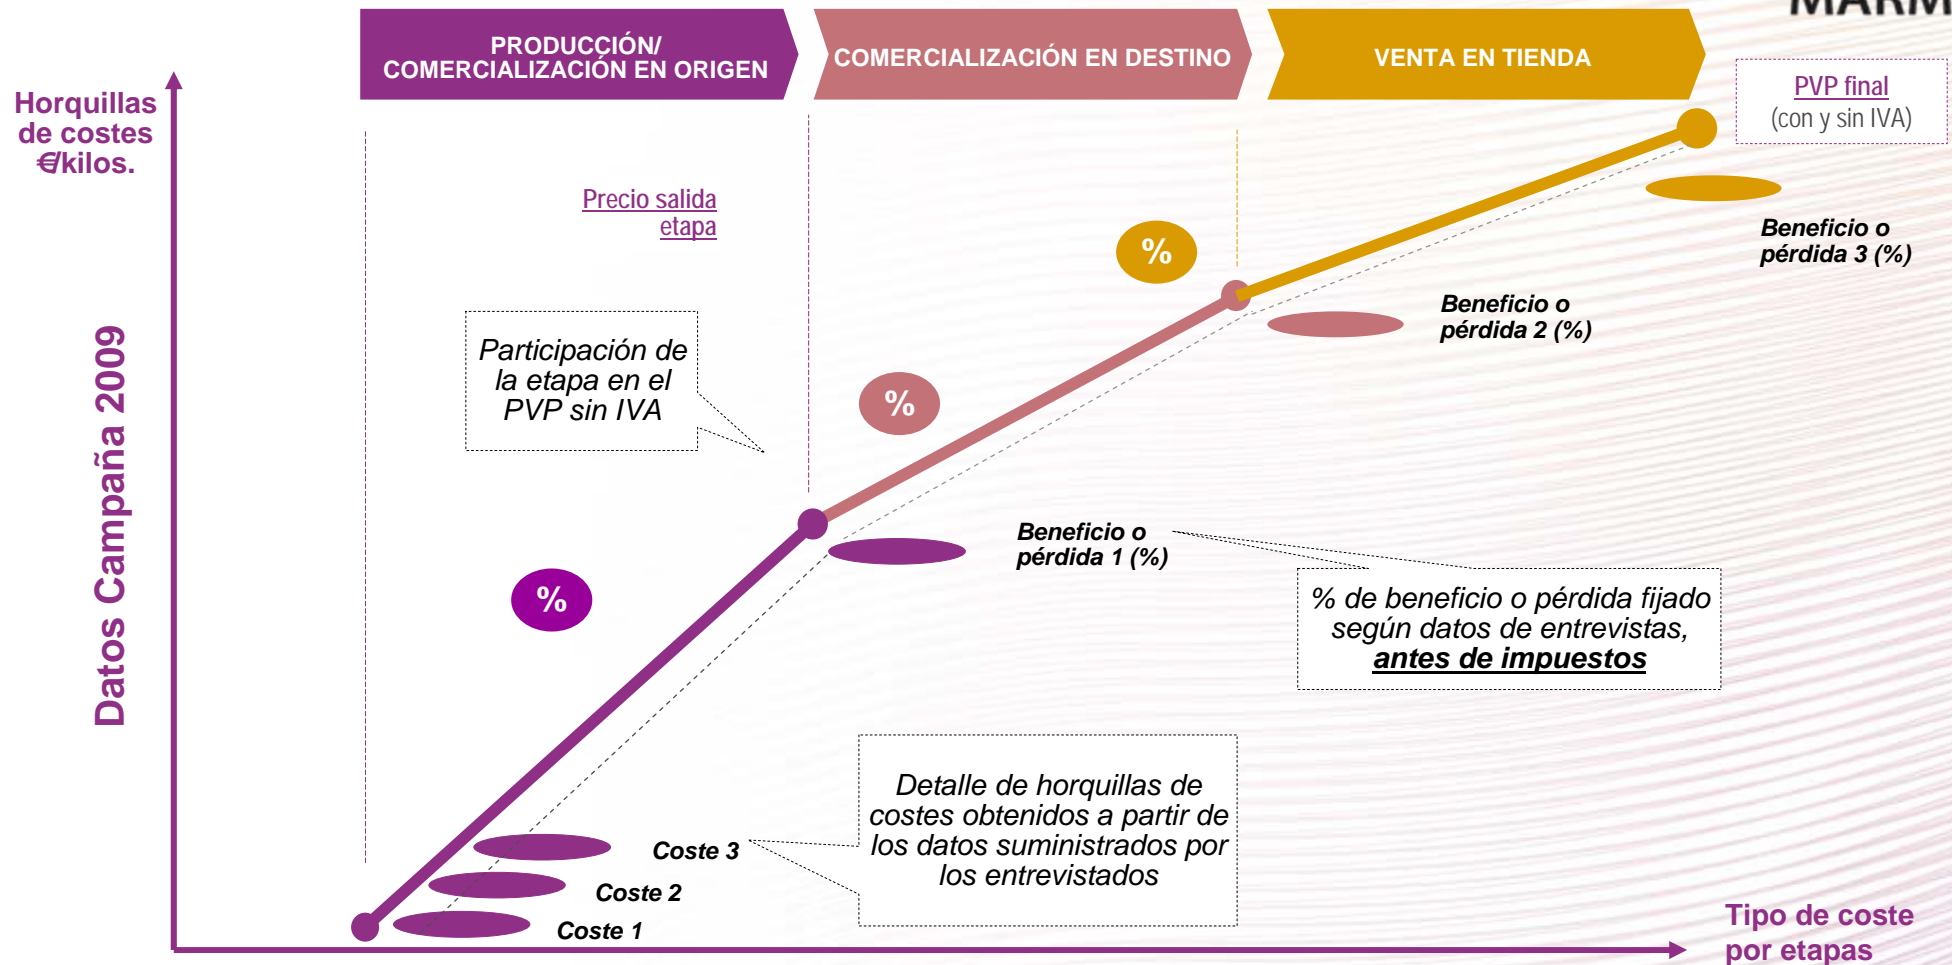 MARM
PRODUCCIÓN/
COMERCIALIZACIÓN EN ORIGEN
COMERCIALIZACIÓN EN DESTINO
VENTA EN TIENDA
Horquillas
de costes
€/kilos.
PVP final
(con y sin IVA)
Precio salida
etapa
%
Beneficio o
pérdida 3 (%)
Beneficio o
pérdida 2 (%)
Participación de
la etapa en el
PVP sin IVA
%
Datos Campaña 2009
Beneficio o
pérdida 1 (%)
%
% de beneficio o pérdida fijado
según datos de entrevistas,
antes de impuestos
Detalle de horquillas de
costes obtenidos a partir de
los datos suministrados por
los entrevistados
Coste 3
Coste 2
Coste 1
Tipo de coste
por etapas